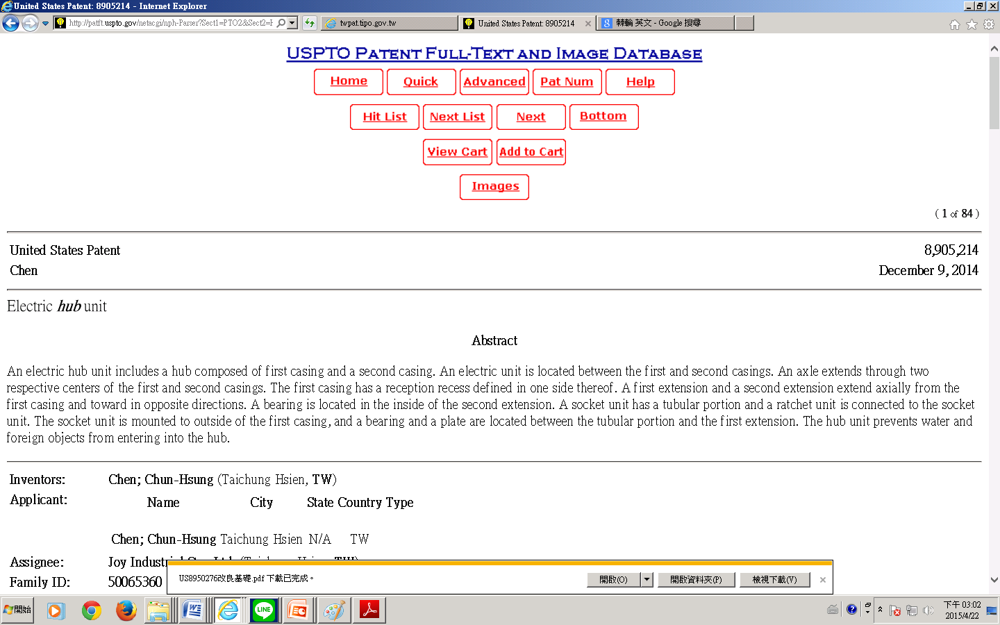 United States Patent: 8905214 - Internet Explorer
http://patft.uspto.gov/netacgi/nph-Parser?Sect1=PTO2&Sect2=H
twpat.tipo.gov.tw
United States Patent: 8905214
棘輪 英文 - Google 搜尋
USPTO PATENT FULL-TEXT AND IMAGE DATABASE
Home Quick Advanced Pat Num Help
Hit List Next List Next Bottom
View Cart Add to Cart
Images
( 1 of 84 )
United States Patent 8,905,214
Chen December 9, 2014
Electric hub unit
Abstract
An electric hub unit includes a hub composed of first casing and a second casing. An electric unit is located between the first and second casings. An axle extends through two
respective centers of the first and second casings. The first casing has a reception recess defined in one side thereof. A first extension and a second extension extend axially from the
first casing and toward in opposite directions. A bearing is located in the inside of the second extension. A socket unit has a tubular portion and a ratchet unit is connected to the socket
unit. The socket unit is mounted to outside of the first casing, and a bearing and a plate are located between the tubular portion and the first extension. The hub unit prevents water and
foreign objects from entering into the hub.
Inventors: Chen; Chun-Hsung (Taichung Hsien, TW)
Applicant: Name City State Country Type
Chen; Chun-Hsung Taichung Hsien N/A TW
Assignee: Joy Industrial
Family ID: 50065360
US8950276改良基礎.pdf 下載已完成。
開啟(O) 開啟資料夾(P) 檢視下載(V)
開始
LINE
下午 03:02
2015/4/22